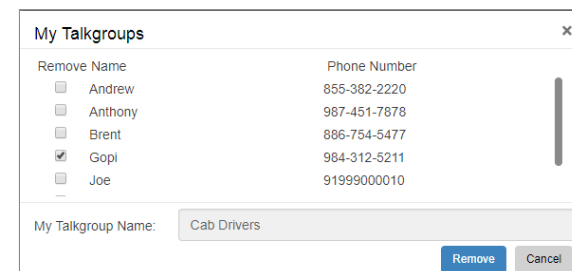 My Talkgroups ×
Remove Name Phone Number
Andrew 855-382-2220
Anthony 987-451-7878
Brent 886-754-5477
Gopi 984-312-5211
Joe 91999000010
My Talkgroup Name: Cab Drivers
Remove Cancel